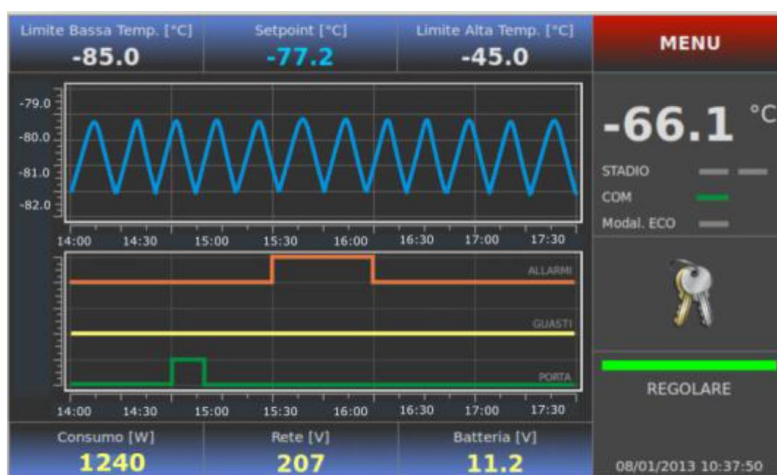 Limite Bassa Temp. [°C] Setpoint [°C] Limite Alta Temp. [°C] MENU
-85.0 -77.2 -45.0
-66.1 °C
STADIO
COM
Modal. ECO
-79.0
-80.0
-81.0
-82.0
14:00 14:30 15:00 15:30 16:00 16:30 17:00 17:30
ALLARMI
GUASTI
PORTA
14:00 14:30 15:00 15:30 16:00 16:30 17:00 17:30
REGOLARE
Consumo [W] Rete [V] Batteria [V]
1240 207 11.2
08/01/2013 10:37:50